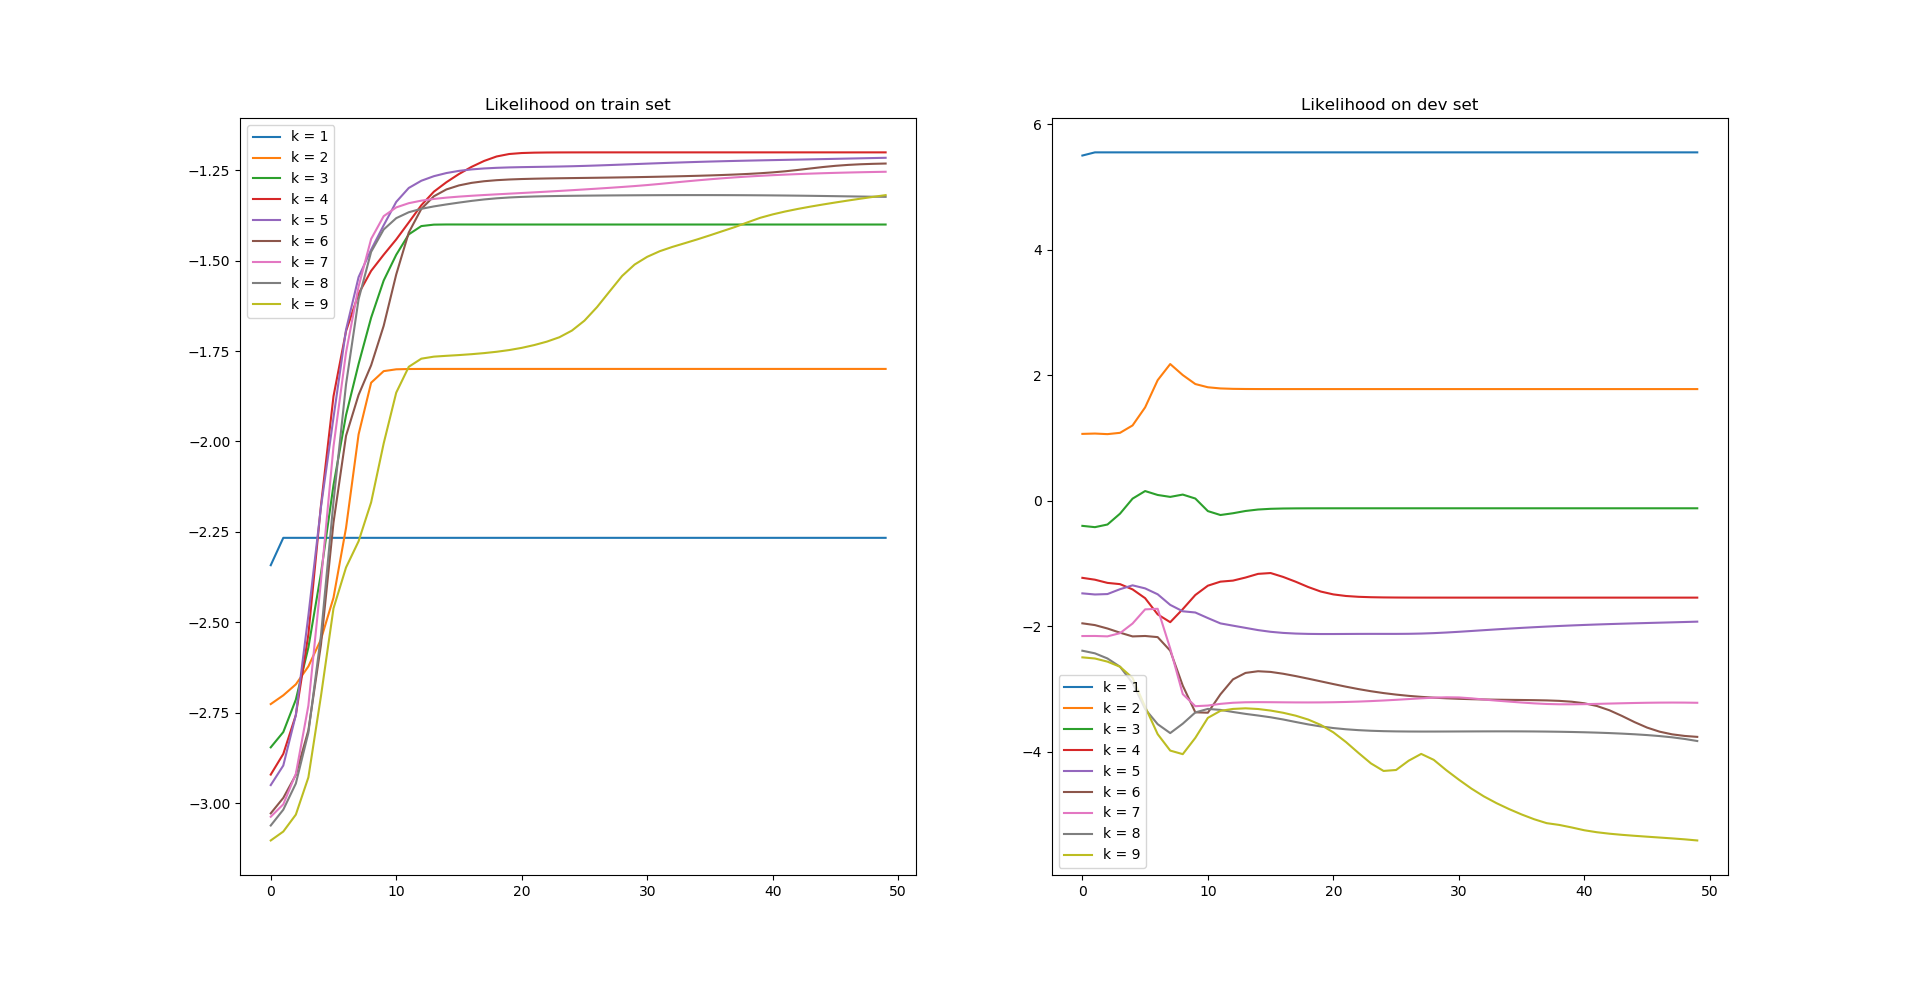 Likelihood on train set
k = 1
k = 2
k = 3
k = 4
k = 5
k = 6
k = 7
k = 8
k = 9
−1.25
−1.50
−1.75
−2.00
−2.25
−2.50
−2.75
−3.00
0 10 20 30 40 50
Likelihood on dev set
6
4
2
0
−2
−4
k = 1
k = 2
k = 3
k = 4
k = 5
k = 6
k = 7
k = 8
k = 9
0 10 20 30 40 50